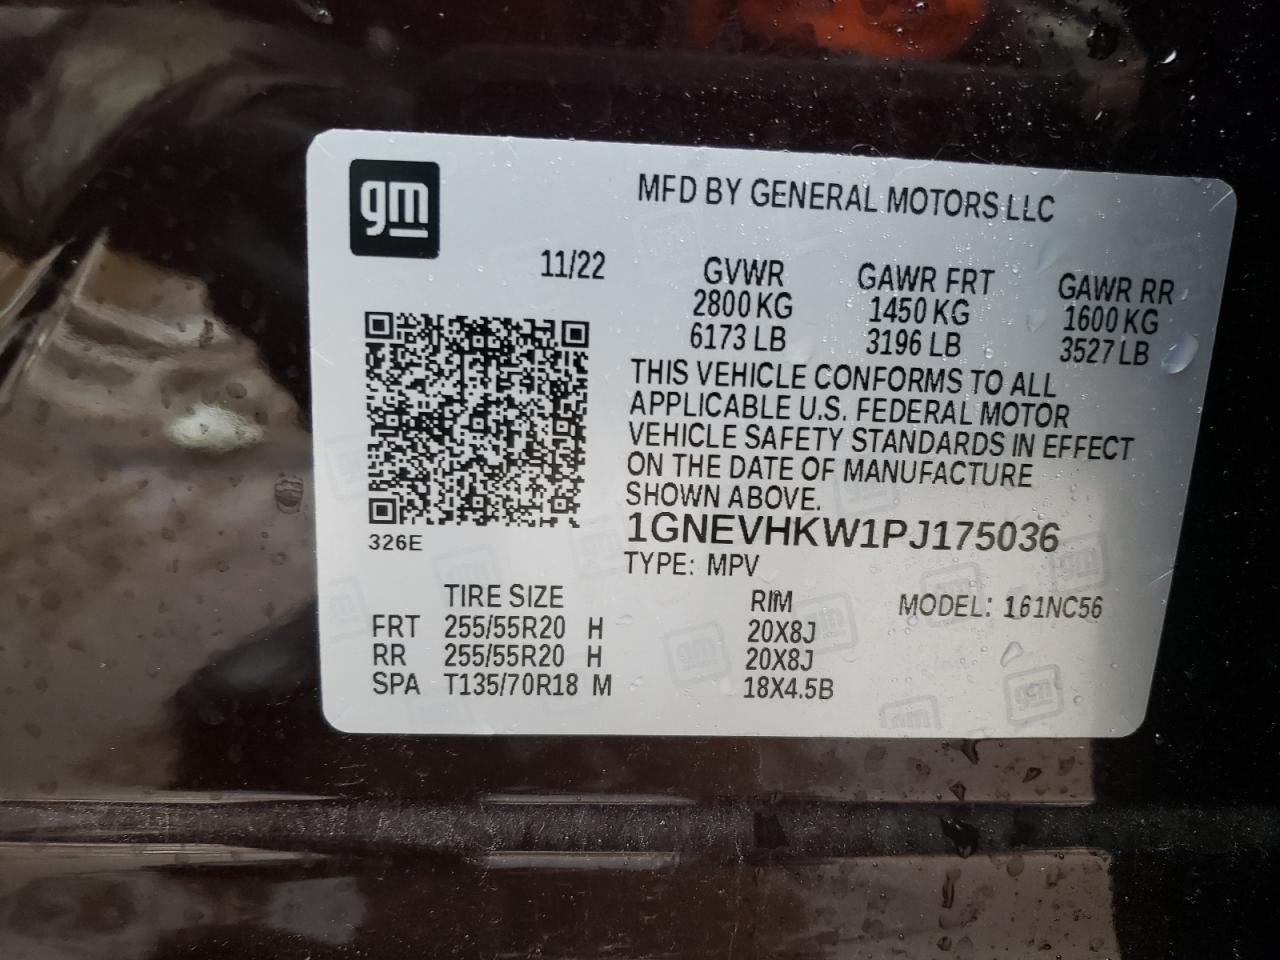 gm
MFD BY GENERAL MOTORS LLC
11/22
GVWR GAWR FRT GAWR RR
2800 KG 1450 KG 1600 KG
6173 LB 3196 LB 3527 LB
THIS VEHICLE CONFORMS TO ALL
APPLICABLE U.S. FEDERAL MOTOR
VEHICLE SAFETY STANDARDS IN EFFECT
ON THE DATE OF MANUFACTURE
SHOWN ABOVE.
1GNEVHKW1PJ175036
326E
TYPE: MPV
TIRE SIZE RIM MODEL: 161NC56
FRT 255/55R20 H 20X8J
RR 255/55R20 H 20X8J
SPA T135/70R18 M 18X4.5B